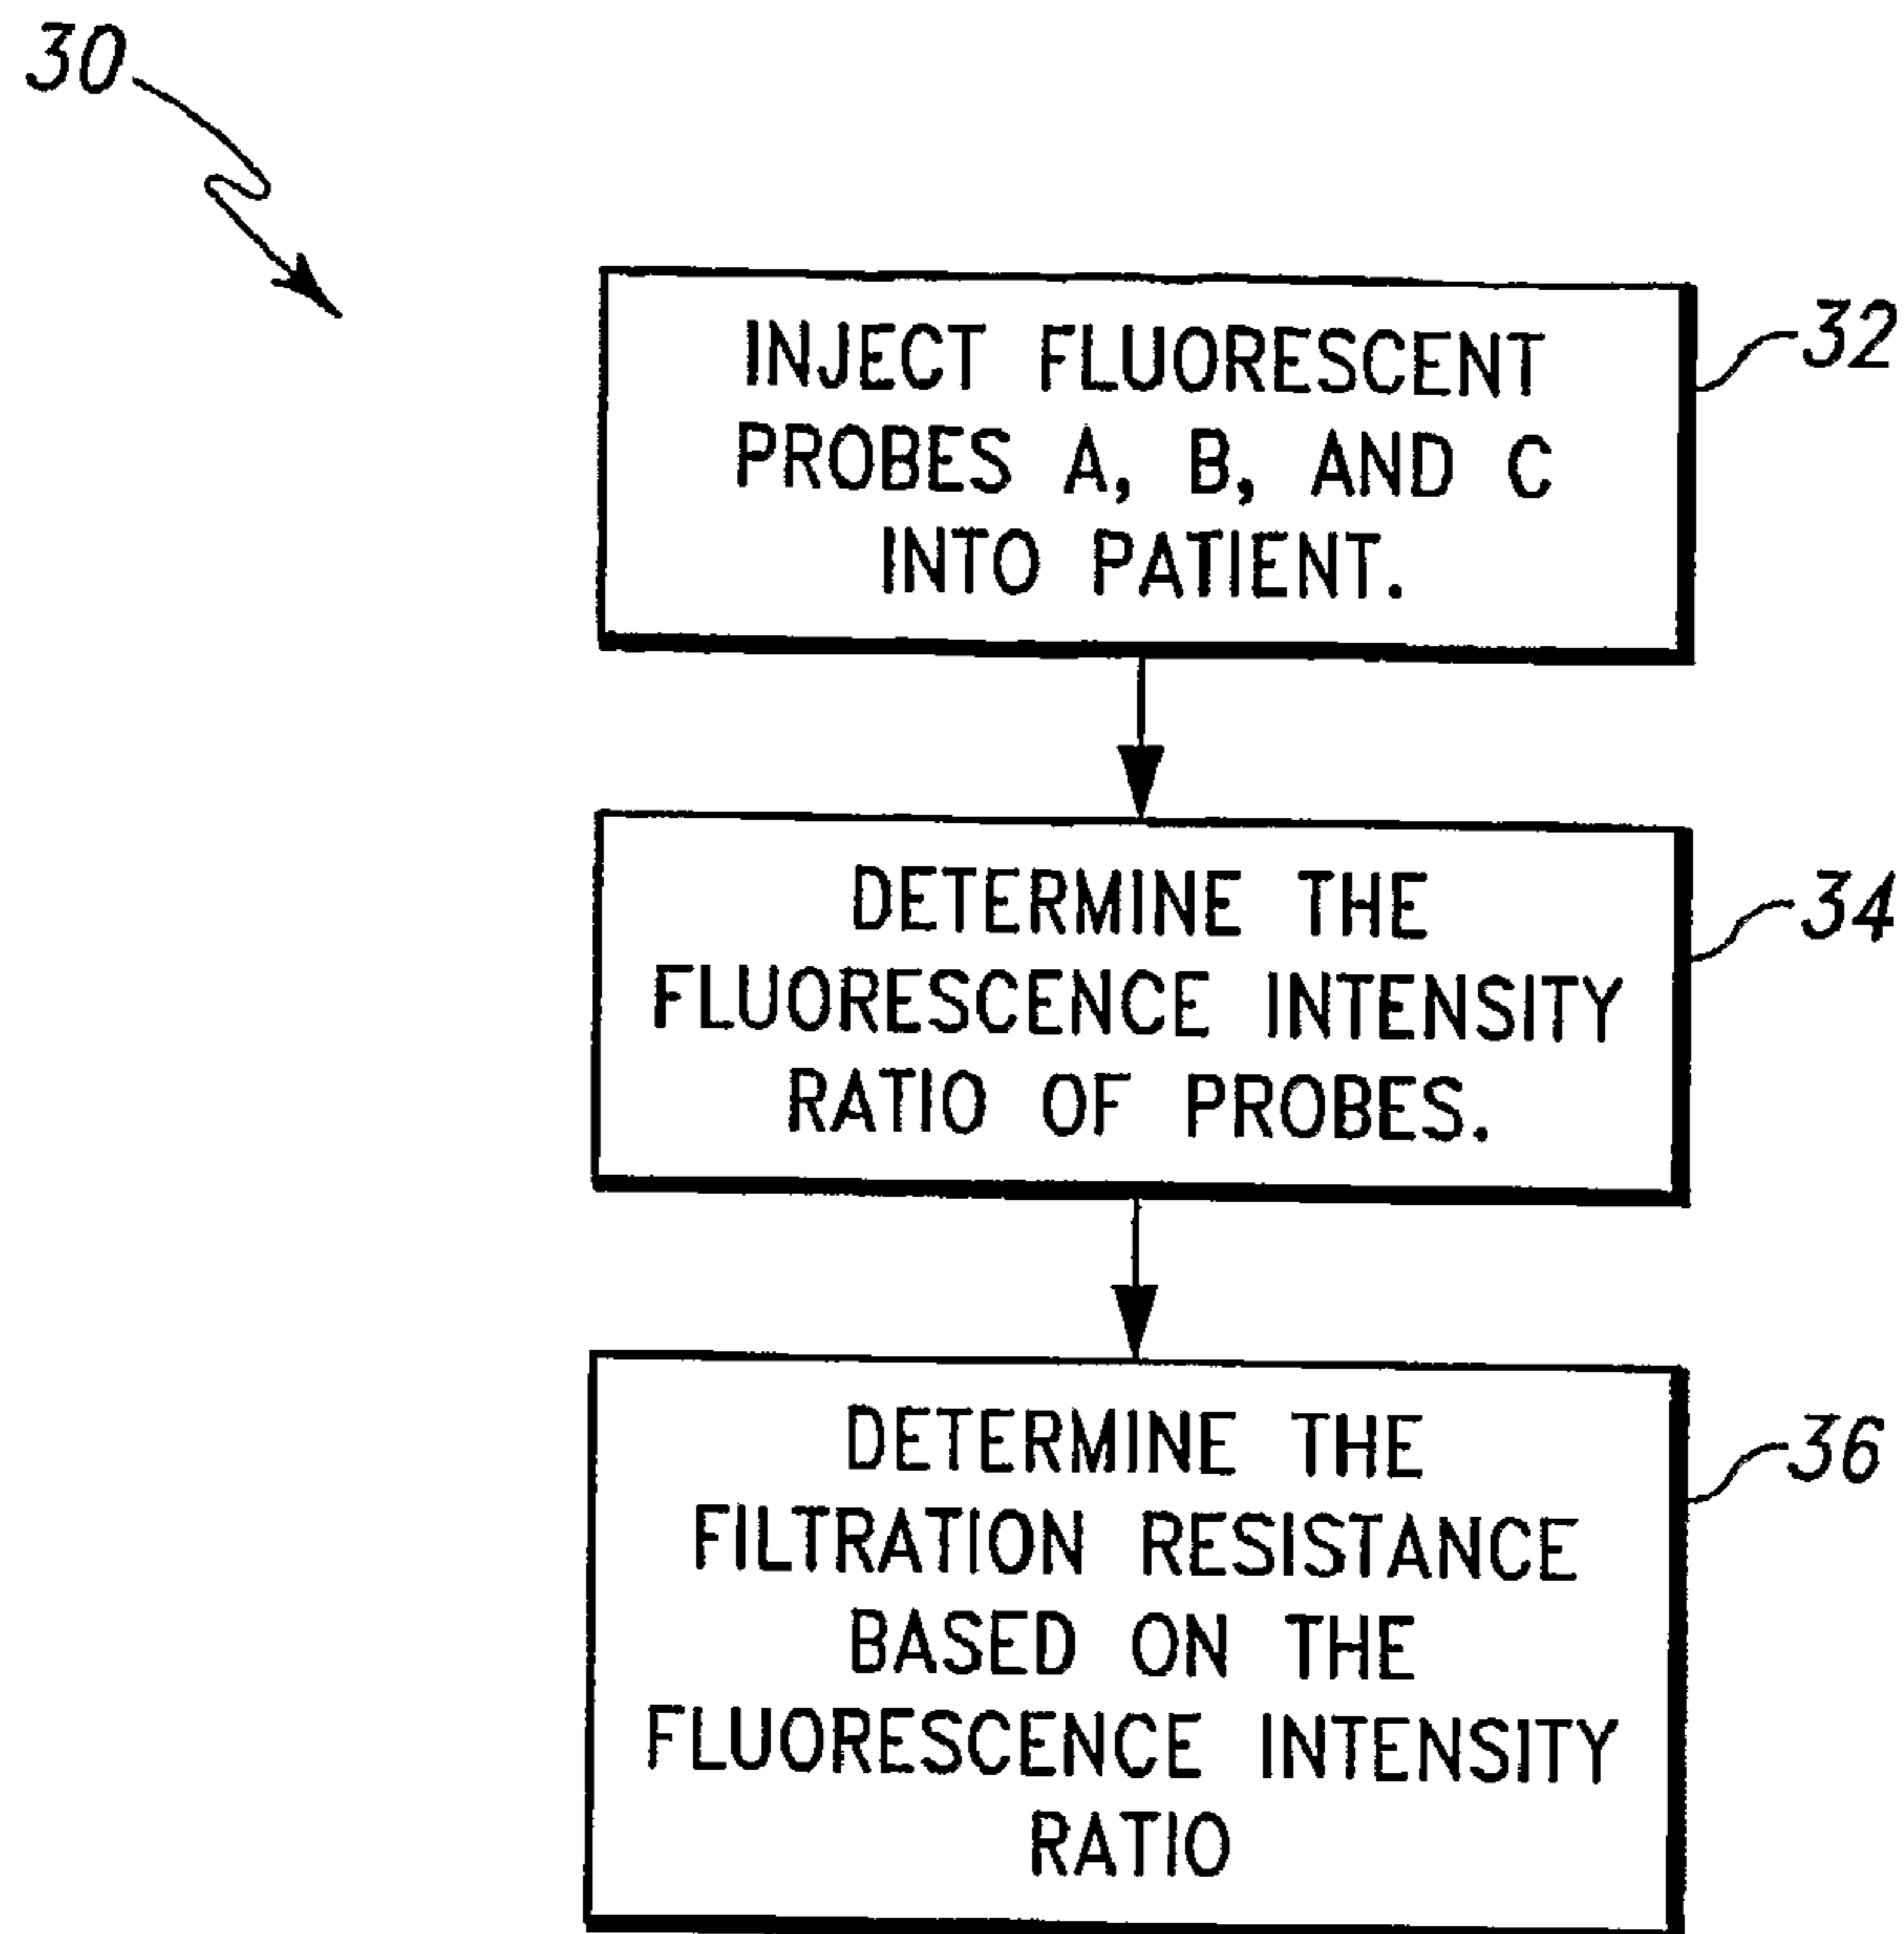 30
INJECT FLUORESCENT
PROBES A, B, AND C
INTO PATIENT.
32
DETERMINE THE
FLUORESCENCE INTENSITY
RATIO OF PROBES.
34
DETERMINE THE
FILTRATION RESISTANCE
BASED ON THE
FLUORESCENCE INTENSITY
RATIO
36